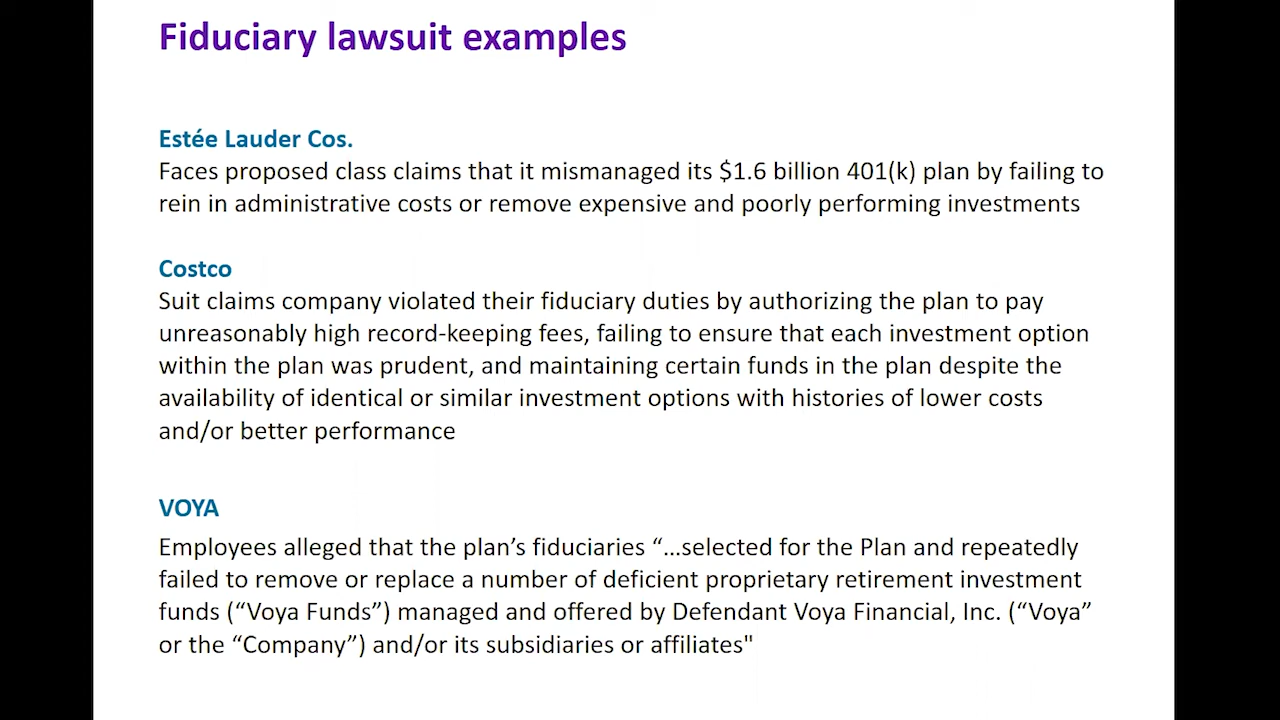 Fiduciary lawsuit examples
Estée Lauder Cos.
Faces proposed class claims that it mismanaged its $1.6 billion 401(k) plan by failing to
rein in administrative costs or remove expensive and poorly performing investments
Costco
Suit claims company violated their fiduciary duties by authorizing the plan to pay
unreasonably high record-keeping fees, failing to ensure that each investment option
within the plan was prudent, and maintaining certain funds in the plan despite the
availability of identical or similar investment options with histories of lower costs
and/or better performance
VOYA
Employees alleged that the plan’s fiduciaries “…selected for the Plan and repeatedly
failed to remove or replace a number of deficient proprietary retirement investment
funds (“Voya Funds”) managed and offered by Defendant Voya Financial, Inc. (“Voya”
or the “Company”) and/or its subsidiaries or affiliates"